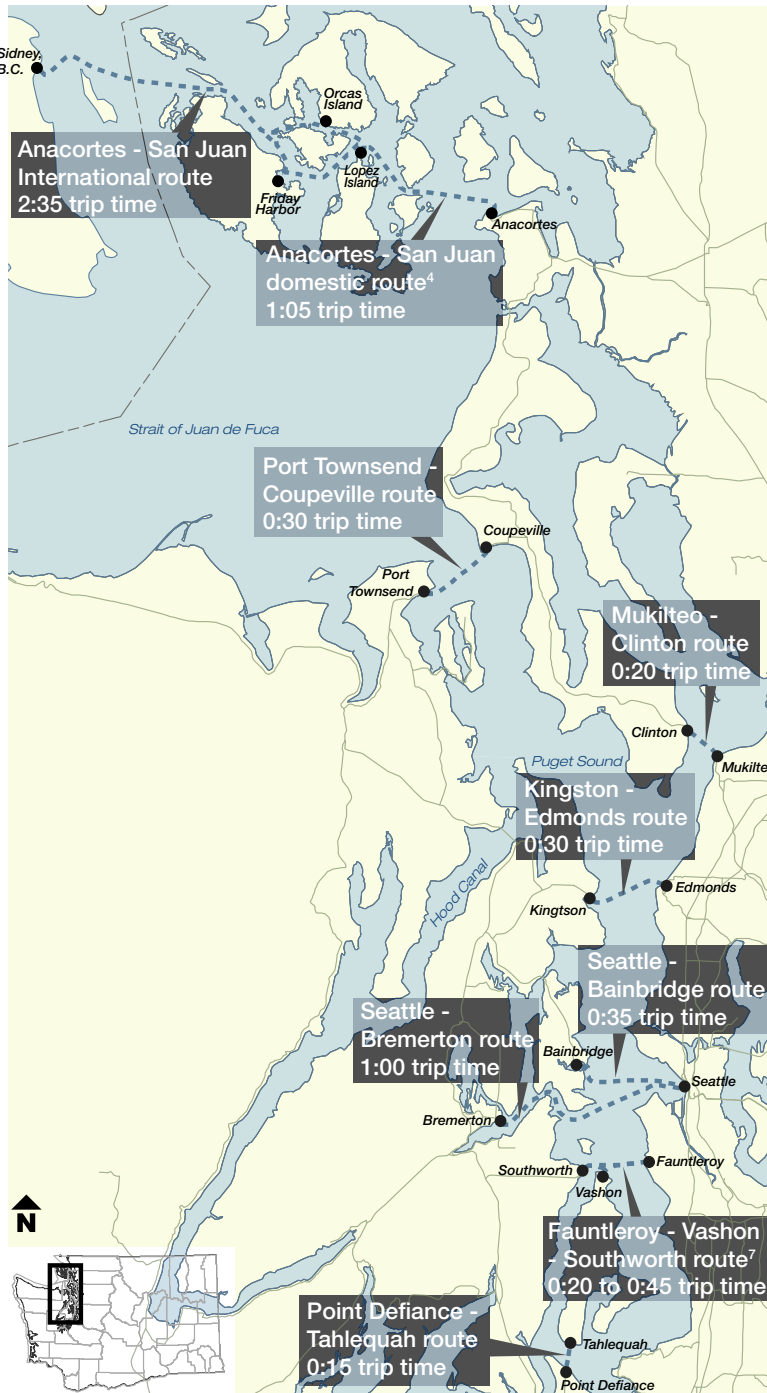 Sidney,
B.C.
Orcas
Island
Anacortes - San Juan
International route
2:35 trip time
Lopez
Island
Friday
Harbor
Anacortes
Anacortes - San Juan
domestic route⁴
1:05 trip time
Strait of Juan de Fuca
Port Townsend -
Coupeville route
0:30 trip time
Coupeville
Port
Townsend
Mukilteo -
Clinton route
0:20 trip time
Clinton
Mukilte
Puget Sound
Kingston -
Edmonds route
0:30 trip time
Hood Canal
Edmonds
Kingtson
Seattle -
Bainbridge route
0:35 trip time
Seattle -
Bremerton route
1:00 trip time
Bainbridge
Seattle
Bremerton
Fauntleroy
Southworth
Vashon
N
Fauntleroy - Vashon
- Southworth route⁷
0:20 to 0:45 trip time
Point Defiance -
Tahlequah route
0:15 trip time
Tahlequah
Point Defiance